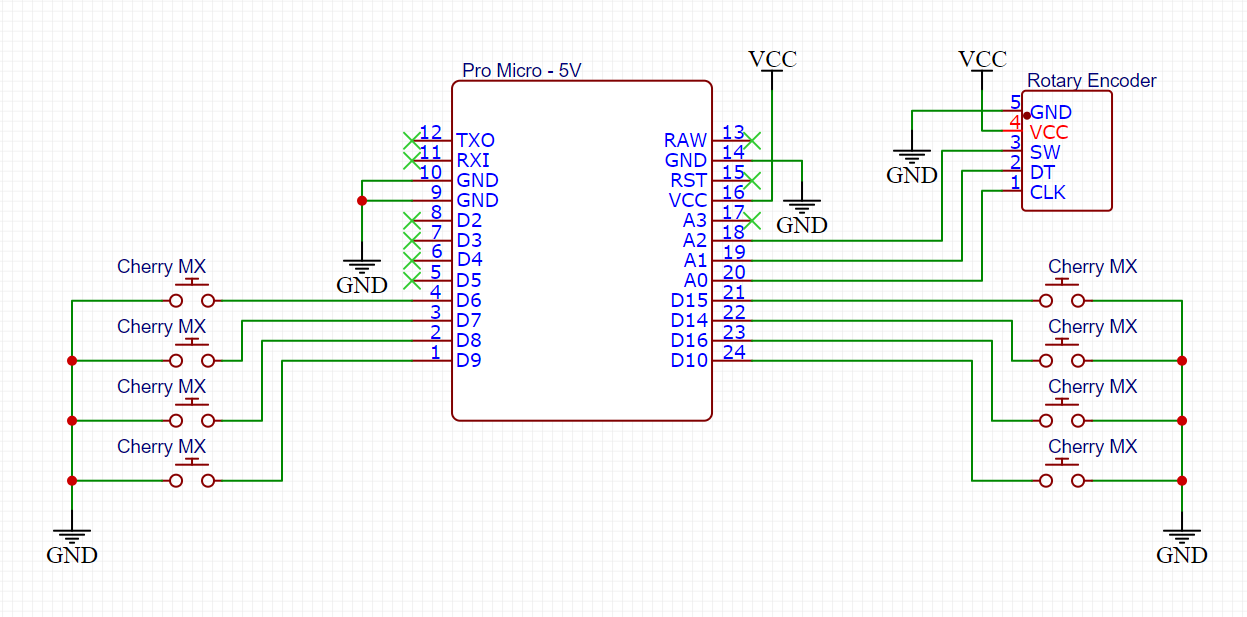 VCC
VCC
Pro Micro - 5V
Rotary Encoder
12 TXO
11 RXI
10 GND
9 GND
8 D2
7 D3
6 D4
5 D5
4 D6
3 D7
2 D8
1 D9
RAW 13
GND 14
RST 15
VCC 16
A3 17
A2 18
A1 19
A0 20
D15 21
D14 22
D16 23
D10 24
5 GND
4 VCC
3 SW
2 DT
1 CLK
GND
GND
GND
Cherry MX
Cherry MX
Cherry MX
Cherry MX
GND
Cherry MX
Cherry MX
Cherry MX
Cherry MX
GND